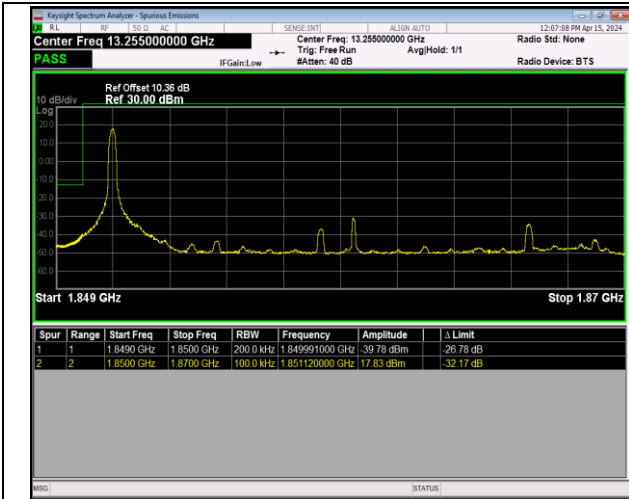 Keysight Spectrum Analyzer - Spurious Emissions
RL RF 50 Ω AC SENSE:INT ALIGN AUTO 12:07:08 PM Apr 15, 2024
Center Freq 13.255000000 GHz Center Freq: 13.255000000 GHz Radio Std: None
Trig: Free Run Avg|Hold: 1/1
PASS IFGain:Low #Atten: 40 dB Radio Device: BTS
Ref Offset 10.36 dB
10 dB/div Ref 30.00 dBm
Log
20.0
10.0
0.00
-10.0
-20.0
-30.0
-40.0
-50.0
-60.0
Start 1.849 GHz Stop 1.87 GHz
Spur Range Start Freq Stop Freq RBW Frequency Amplitude Δ Limit
1 1 1.8490 GHz 1.8500 GHz 200.0 kHz 1.849991000 GHz -39.78 dBm -26.78 dB
2 2 1.8500 GHz 1.8700 GHz 100.0 kHz 1.851120000 GHz 17.83 dBm -32.17 dB
MSG STATUS